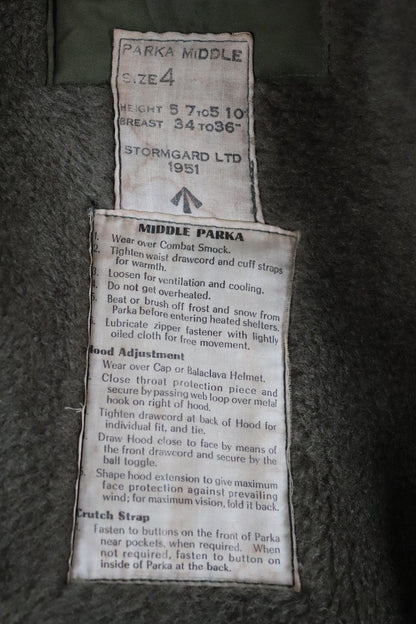 PARKA MIDDLE
SIZE 4
HEIGHT 5 7 TO 5 10
BREAST 34 TO 36"
STORMGARD LTD
1951
MIDDLE PARKA
Wear over Combat Smock.
2. Tighten waist drawcord and cuff straps
for warmth.
3. Loosen for ventilation and cooling.
4. Do not get overheated.
5. Beat or brush off frost and snow from
Parka before entering heated shelters.
6. Lubricate zipper fastener with lightly
oiled cloth for free movement.
Hood Adjustment
Wear over Cap or Balaclava Helmet.
Close throat protection piece and
secure by passing web loop over metal
hook on right of hood.
Tighten drawcord at back of Hood for
individual fit, and tie.
Draw Hood close to face by means of
the front drawcord and secure by the
ball toggle.
5. Shape hood extension to give maximum
face protection against prevailing
wind; for maximum vision, fold it back.
Crutch Strap
Fasten to buttons on the front of Parka
near pockets, when required. When
not required, fasten to button on
inside of Parka at the back.